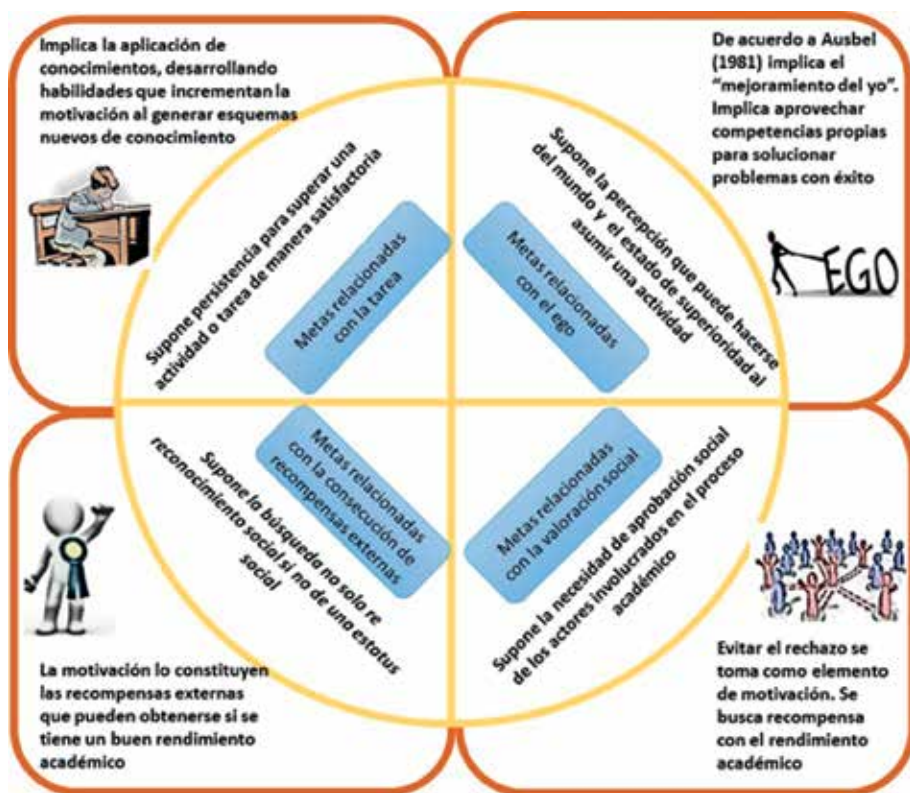 Implica la aplicación de
conocimientos, desarrollando
habilidades que incrementan la
motivación al generar esquemas
nuevos de conocimiento
Supone persistencia para superar una
actividad o tarea de manera satisfactoria
Metas relacionadas
con la tarea
De acuerdo a Ausbel
(1981) implica el
“mejoramiento del yo”.
Implica aprovechar
competencias propias
para solucionar
problemas con éxito
EGO
Supone la percepción que puede hacerse
del mundo y el estado de superioridad al
asumir una actividad
Metas relacionadas
con el ego
Metas relacionadas
con la consecución de
recompensas externas
Supone la búsqueda no solo re
reconocimiento social si no de una estatus
social
La motivación lo constituyen
las recompensas externas
que pueden obtenerse si se
tiene un buen rendimiento
académico
Metas relacionadas
con la valoración social
Supone la necesidad de aprobación social
de los actores involucrados en el proceso
académico
Evitar el rechazo se
toma como elemento
de motivación. Se
busca recompensa
con el rendimiento
académico